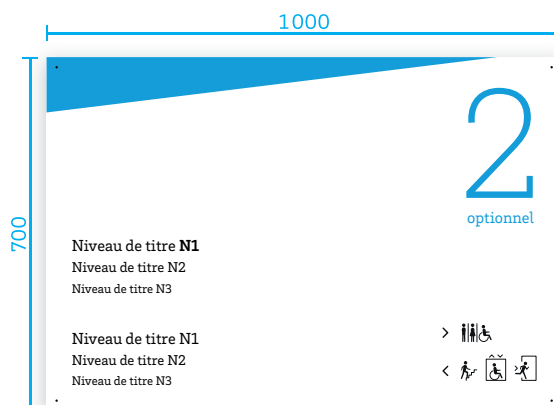 1000
700
2
optionnel
Niveau de titre N1
Niveau de titre N2
Niveau de titre N3
Niveau de titre N1
Niveau de titre N2
Niveau de titre N3
>
<